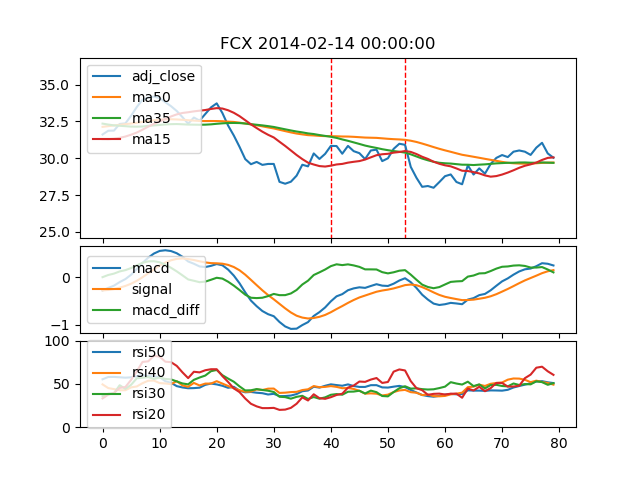 FCX 2014-02-14 00:00:00
35.0
32.5
30.0
27.5
25.0
adj_close
ma50
ma35
ma15
0
−1
macd
signal
macd_diff
100
50
0
rsi50
rsi40
rsi30
rsi20
0 10 20 30 40 50 60 70 80